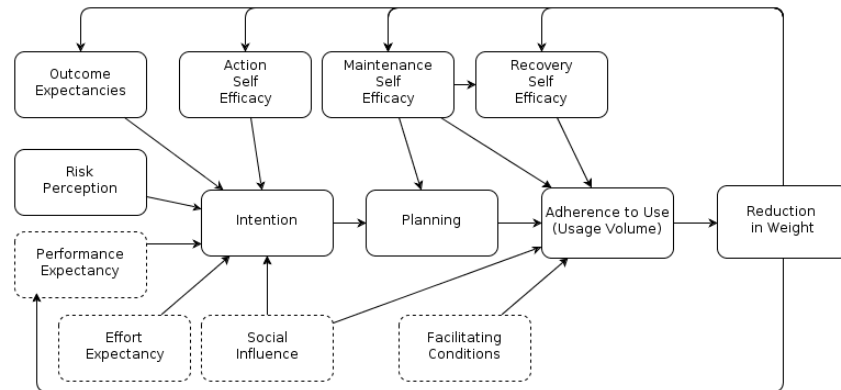 Outcome
Expectancies
Action
Self
Efficacy
Maintenance
Self
Efficacy
Recovery
Self
Efficacy
Risk
Perception
Intention
Planning
Adherence to Use
(Usage Volume)
Reduction
in Weight
Performance
Expectancy
Effort
Expectancy
Social
Influence
Facilitating
Conditions